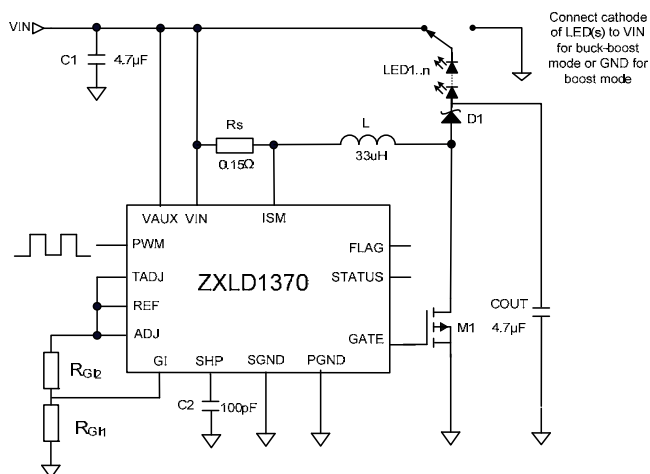 VIN
Connect cathode
of LED(s) to VIN
for buck-boost
mode or GND for
boost mode
C1
4.7µF
LED1..n
D1
Rs
0.15Ω
L
33uH
VAUX VIN ISM
PWM
TADJ
REF
ADJ
ZXLD1370
FLAG
STATUS
GATE
GI SHP SGND PGND
M1
COUT
4.7µF
RGI2
RGI1
C2
100pF